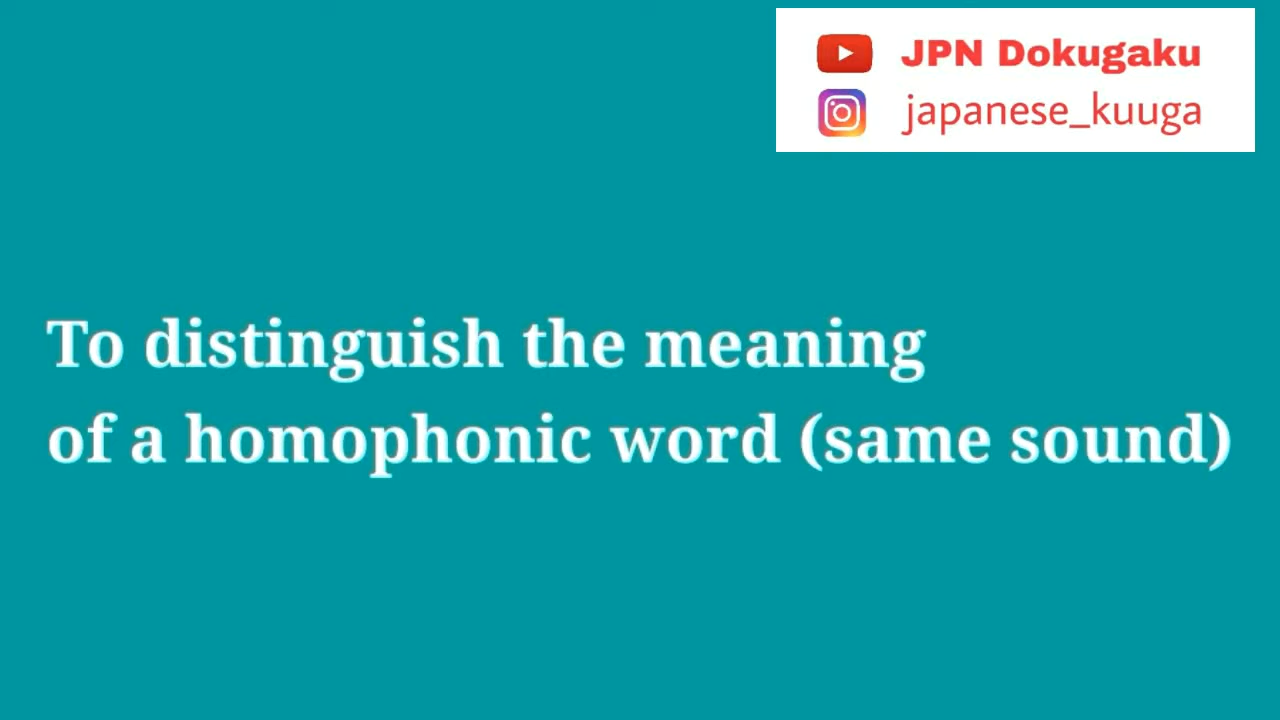 JPN Dokugaku
japanese_kuuga
To distinguish the meaning
of a homophonic word (same sound)